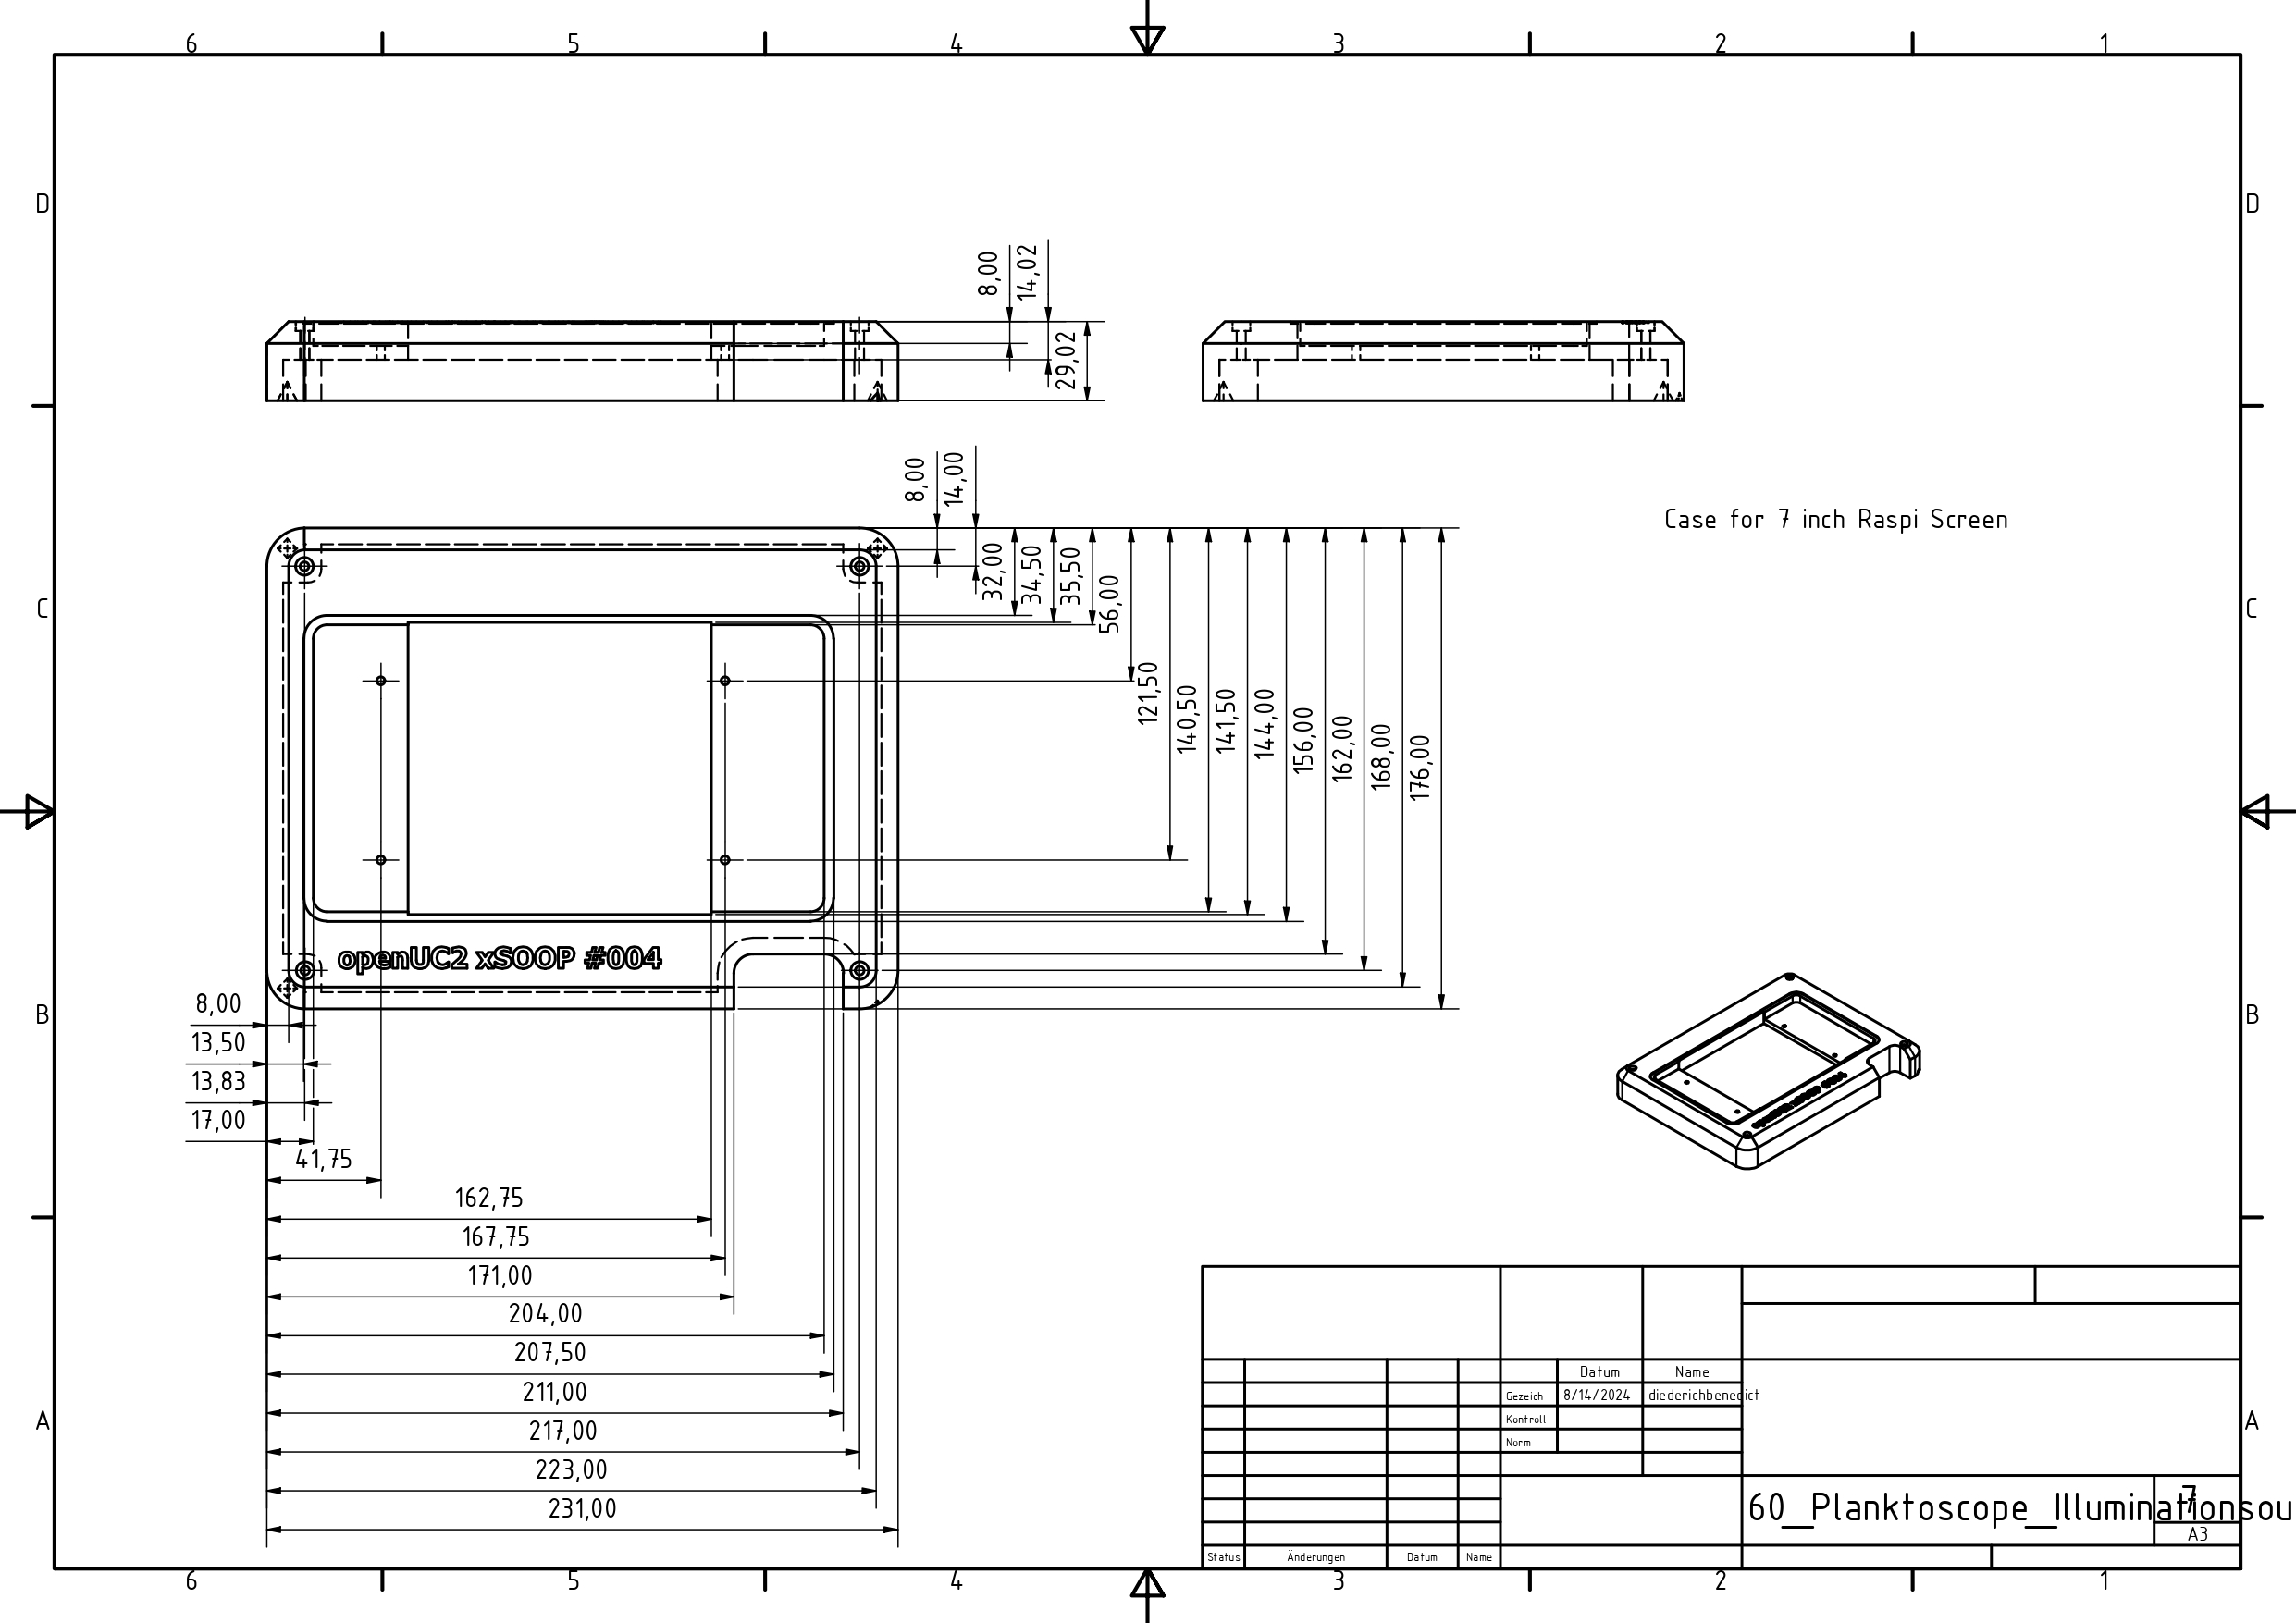 6 5 4 3 2 1
D D
8,00
14,02
29,02
8,00
14,00
Case for 7 inch Raspi Screen
32,00
34,50
35,50
56,00
C C
121,50
140,50
141,50
144,00
156,00
162,00
168,00
176,00
openUC2 xSOOP #004
8,00
B B
13,50
13,83
17,00
41,75
162,75
167,75
171,00
204,00
207,50
211,00
217,00
223,00
231,00
Datum Name
Gezeich 8/14/2024 diederichbenedict
Kontroll
A A
Norm
60_Planktoscope_Illuminationsou
7
A3
Status Änderungen Datum Name
6 5 4 3 2 1